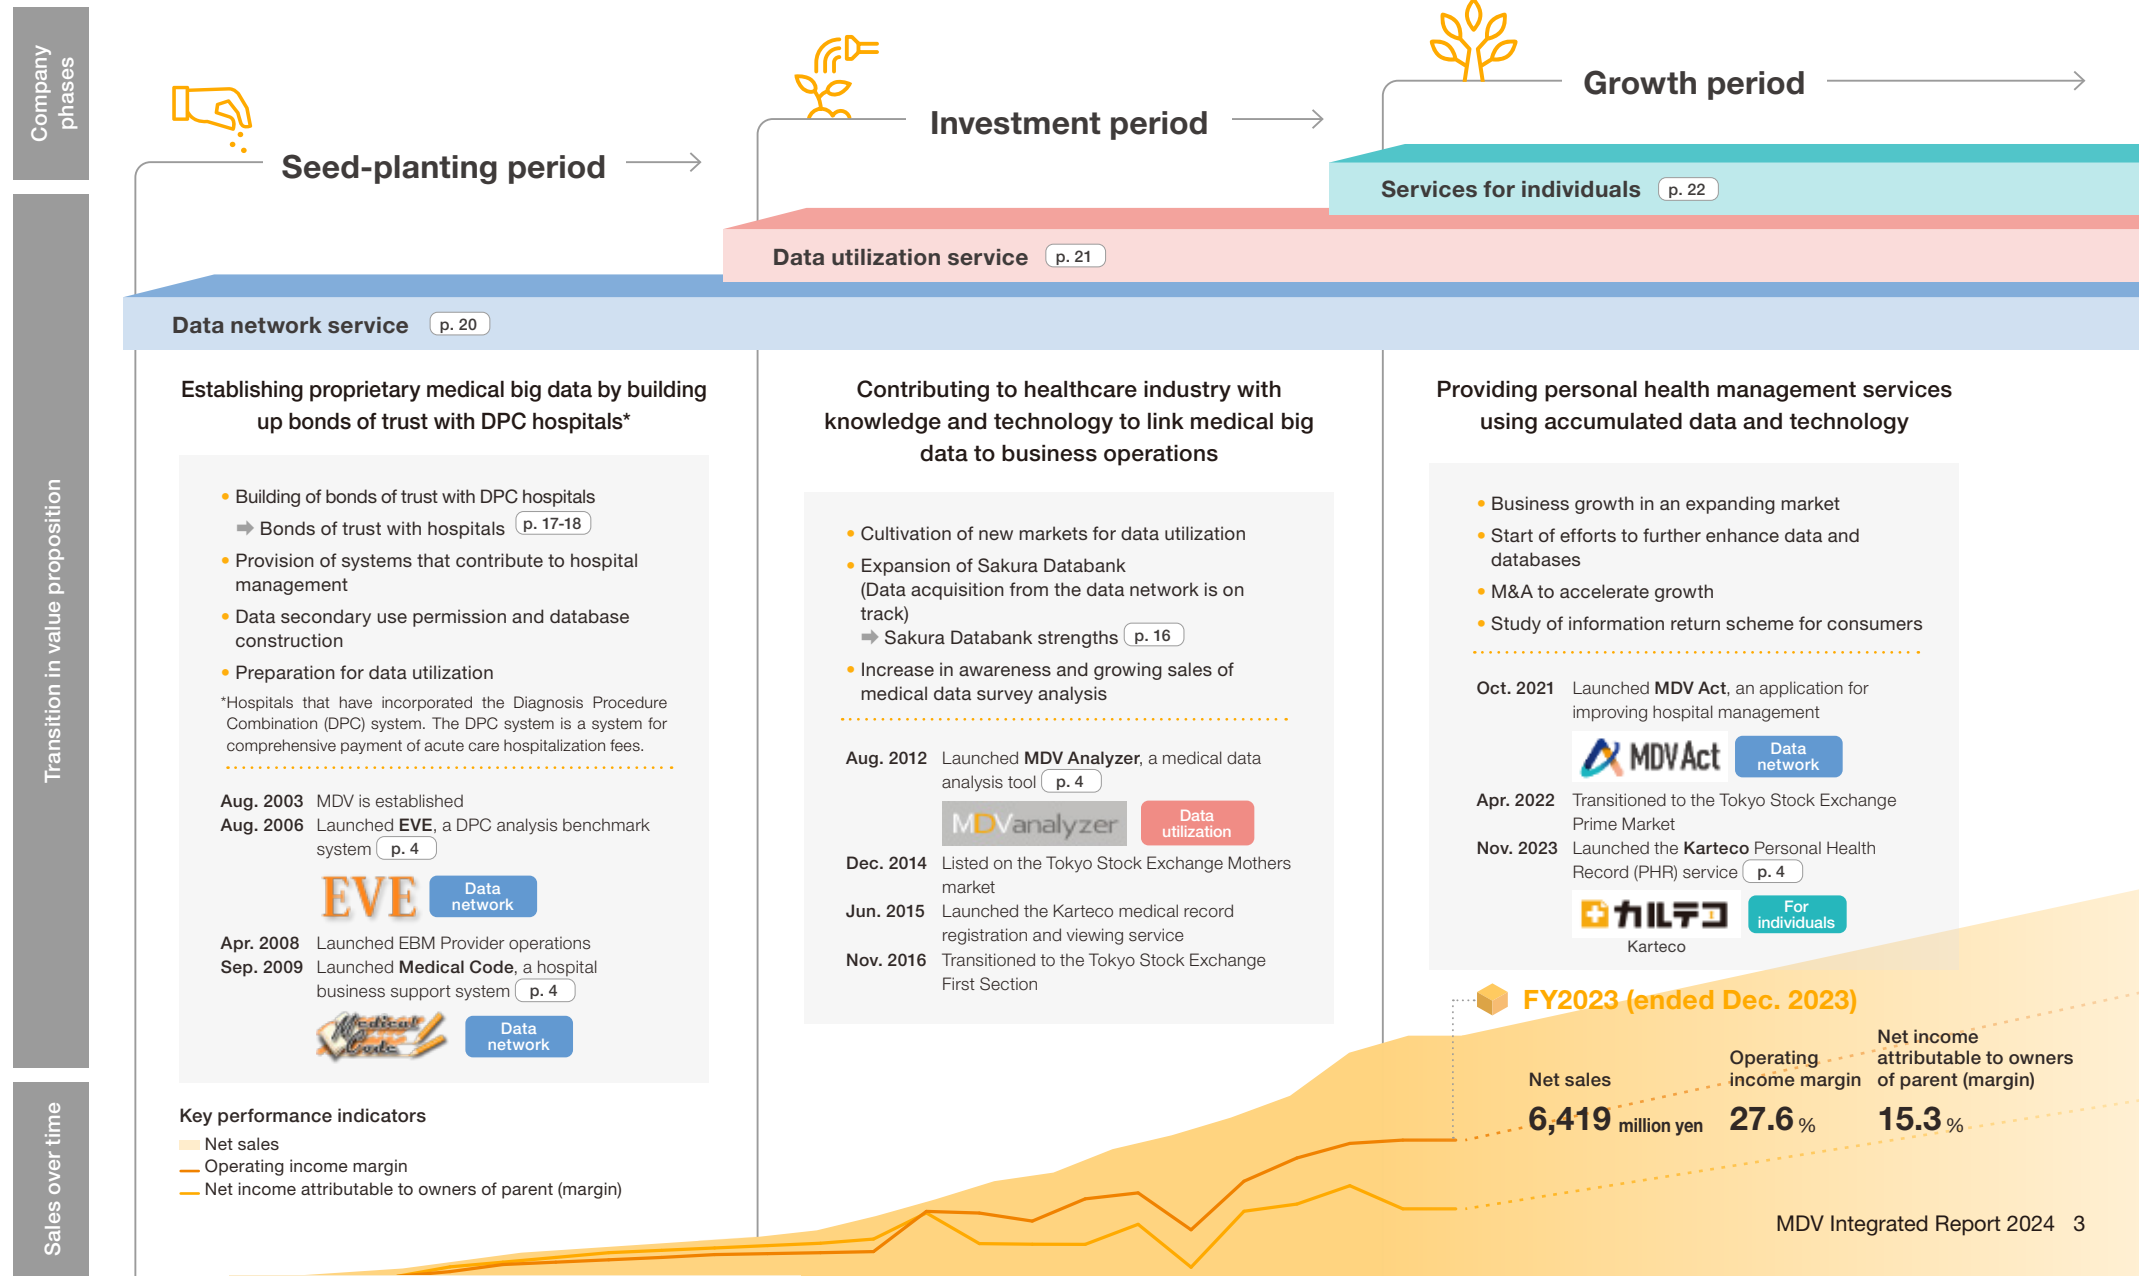 Company
phases
Seed-planting period
Investment period
Growth period
Transition in value proposition
Services for individuals p. 22
Data utilization service p. 21
Data network service p. 20
Establishing proprietary medical big data by building
up bonds of trust with DPC hospitals*
• Building of bonds of trust with DPC hospitals
➡ Bonds of trust with hospitals p. 17-18
• Provision of systems that contribute to hospital
management
• Data secondary use permission and database
construction
• Preparation for data utilization
*Hospitals that have incorporated the Diagnosis Procedure
Combination (DPC) system. The DPC system is a system for
comprehensive payment of acute care hospitalization fees.
Aug. 2003 MDV is established
Aug. 2006 Launched EVE, a DPC analysis benchmark
system p. 4
EVE
Data
network
Apr. 2008 Launched EBM Provider operations
Sep. 2009 Launched Medical Code, a hospital
business support system p. 4
Medical
Code
Data
network
Contributing to healthcare industry with
knowledge and technology to link medical big
data to business operations
• Cultivation of new markets for data utilization
• Expansion of Sakura Databank
(Data acquisition from the data network is on
track)
➡ Sakura Databank strengths p. 16
• Increase in awareness and growing sales of
medical data survey analysis
Aug. 2012 Launched MDV Analyzer, a medical data
analysis tool p. 4
MDVanalyzer
Data
utilization
Dec. 2014 Listed on the Tokyo Stock Exchange Mothers
market
Jun. 2015 Launched the Karteco medical record
registration and viewing service
Nov. 2016 Transitioned to the Tokyo Stock Exchange
First Section
Providing personal health management services
using accumulated data and technology
• Business growth in an expanding market
• Start of efforts to further enhance data and
databases
• M&A to accelerate growth
• Study of information return scheme for consumers
Oct. 2021 Launched MDV Act, an application for
improving hospital management
MDV Act
Data
network
Apr. 2022 Transitioned to the Tokyo Stock Exchange
Prime Market
Nov. 2023 Launched the Karteco Personal Health
Record (PHR) service p. 4
カルテコ
For
individuals
Karteco
Sales over time
Key performance indicators
Net sales
Operating income margin
Net income attributable to owners of parent (margin)
FY2023 (ended Dec. 2023)
Net sales
6,419 million yen
Operating
income margin
27.6 %
Net income
attributable to owners
of parent (margin)
15.3 %
MDV Integrated Report 2024 3